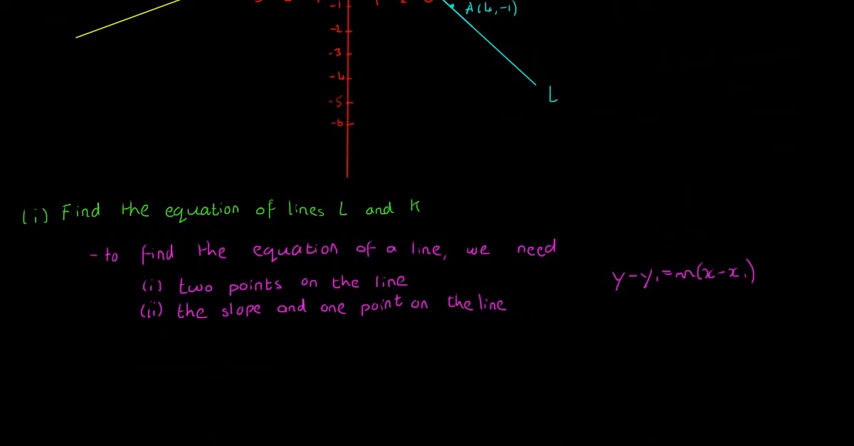 -1
A(4,-1)
-2
-3
-4
-5
-6
L
(i) Find the equation of lines L and K
- to find the equation of a line, we need
(i) two points on the line
y-y₁=m(x-x₁)
(ii) the slope and one point on the line